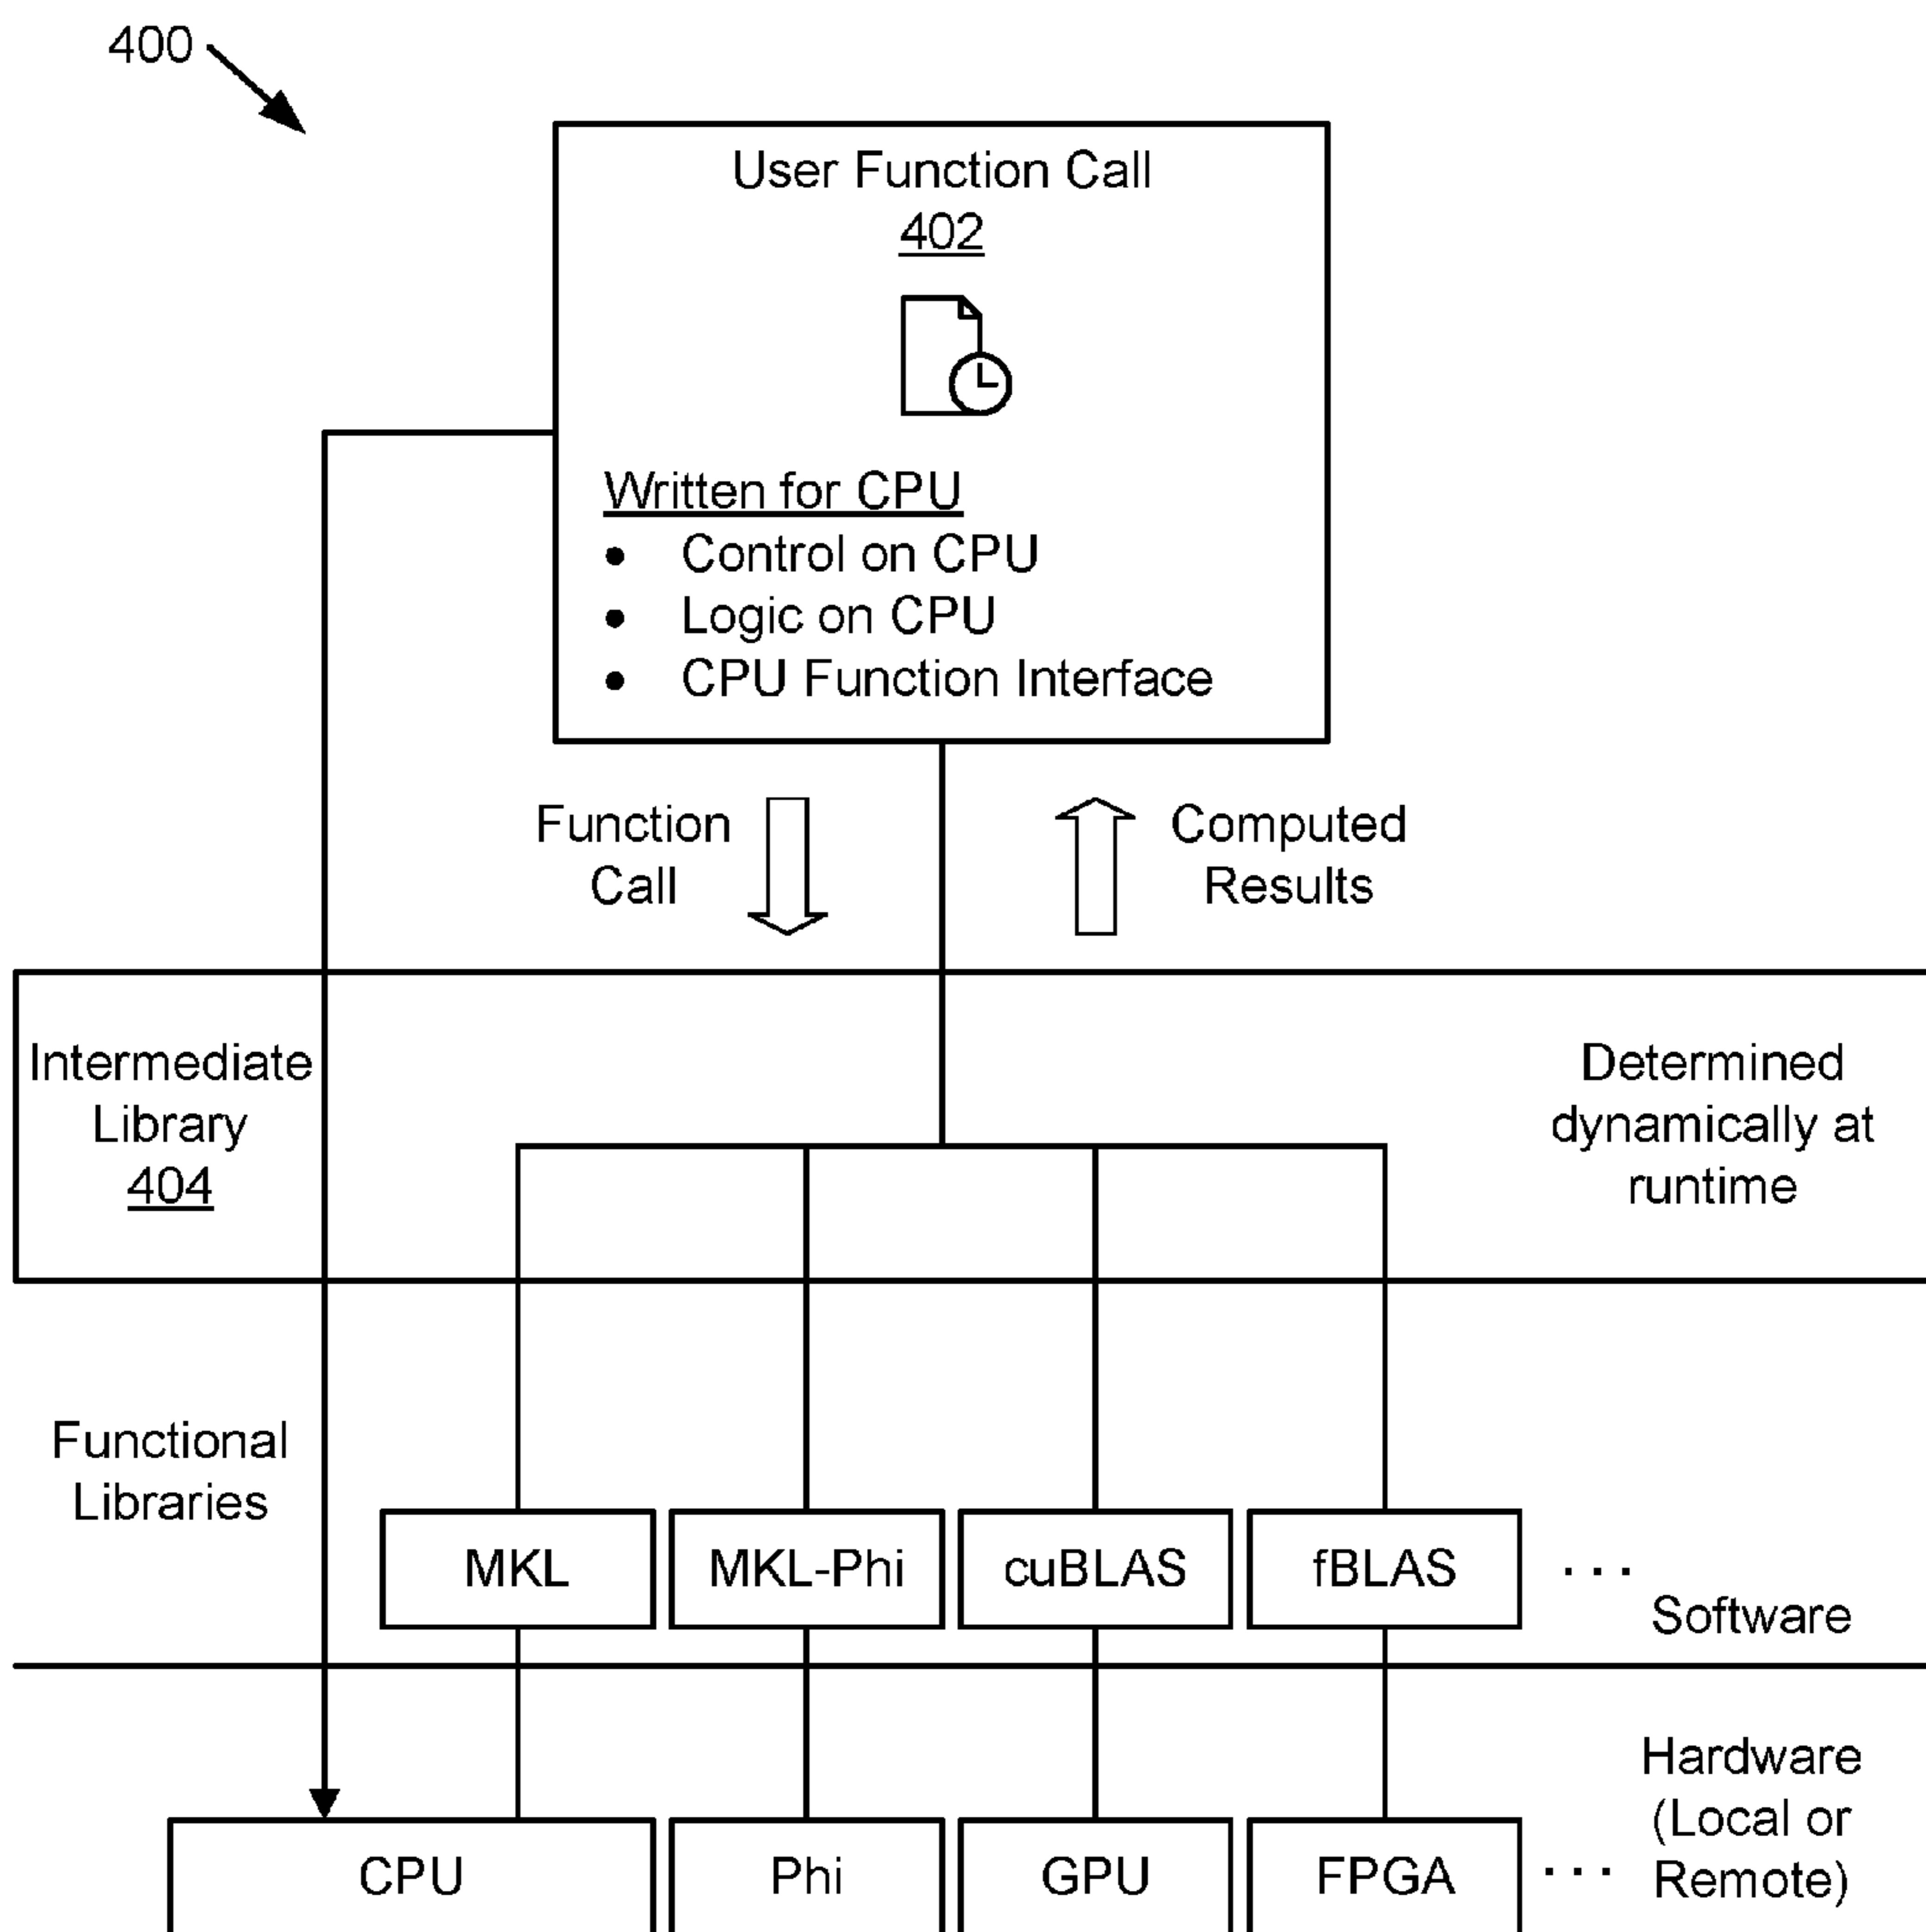 400
User Function Call
402
Written for CPU
• Control on CPU
• Logic on CPU
• CPU Function Interface
Function
Call
Computed
Results
Intermediate
Library
404
Determined
dynamically at
runtime
Functional
Libraries
MKL
MKL-Phi
cuBLAS
fBLAS
...
Software
CPU
Phi
GPU
FPGA
...
Hardware
(Local or
Remote)